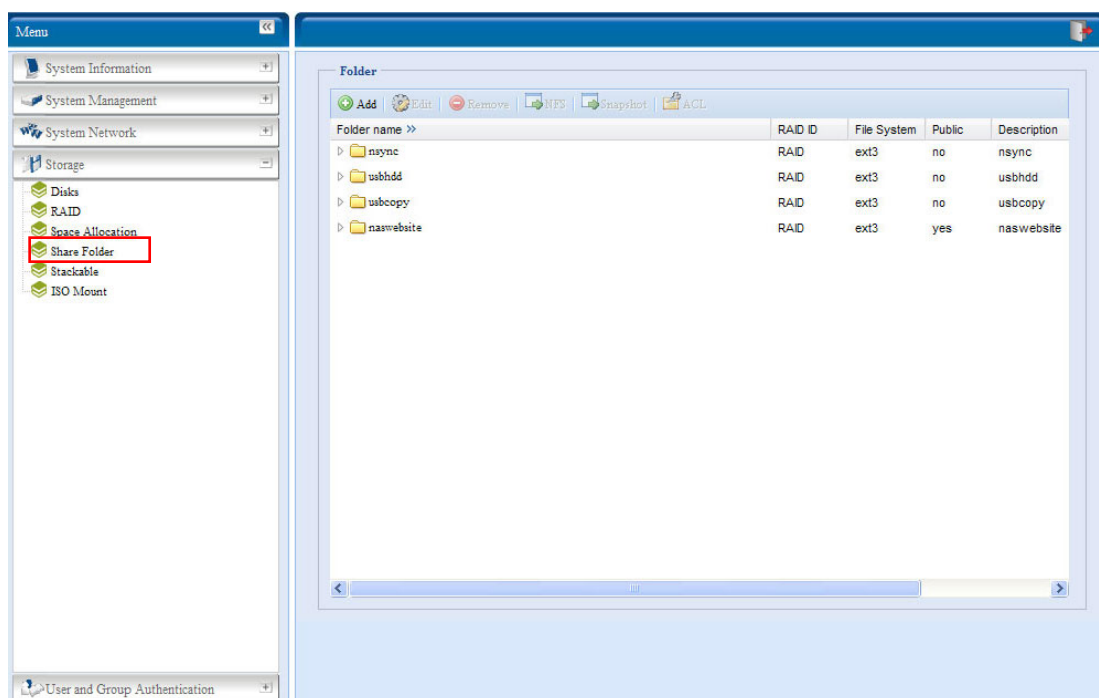 Menu
System Information
System Management
System Network
Storage
Disks
RAID
Space Allocation
Share Folder
Stackable
ISO Mount
User and Group Authentication
Folder
Add Edit Remove NFS Snapshot ACL
Folder name RAID ID File System Public Description
nsync RAID ext3 no nsync
usbhdd RAID ext3 no usbhdd
usbcopy RAID ext3 no usbcopy
naswebsite RAID ext3 yes naswebsite